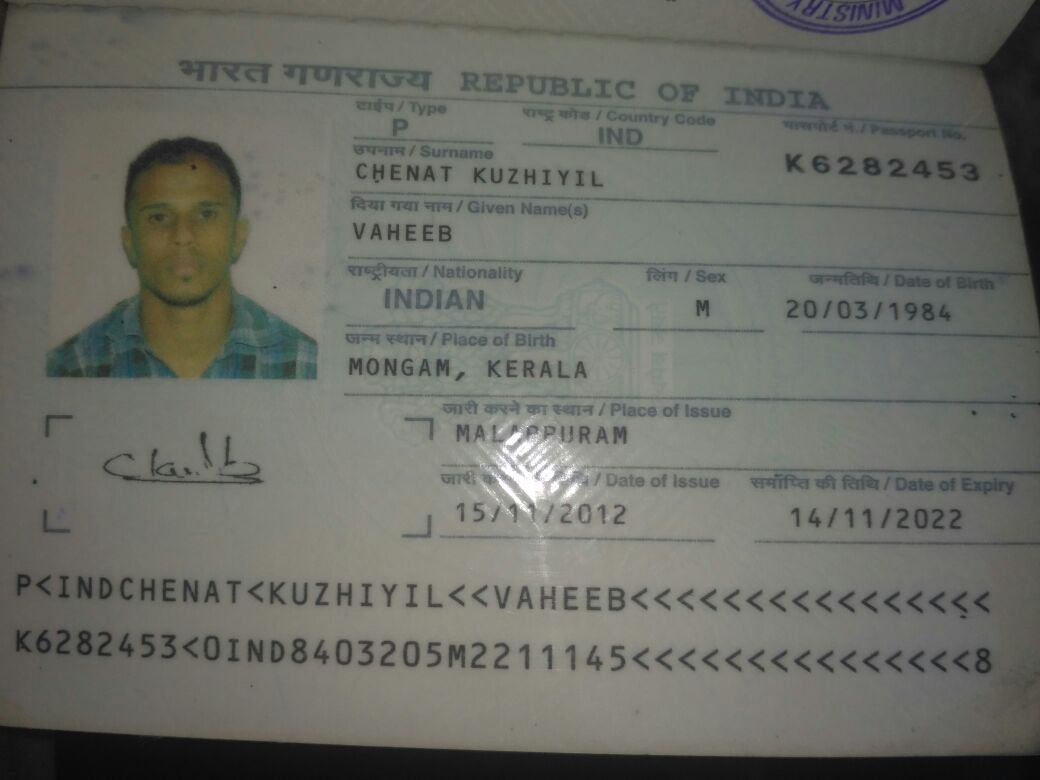 MINISTRY
भारत गणराज्य REPUBLIC OF INDIA
टाईप / Type
राष्ट्र कोड / Country Code
पासपोर्ट नं. / Passport No.
P
IND
K6282453
उपनाम / Surname
CHENAT KUZHIYIL
दिया गया नाम / Given Name(s)
VAHEEB
राष्ट्रीयता / Nationality
लिंग / Sex
जन्मतिथि / Date of Birth
INDIAN
M
20/03/1984
जन्म स्थान / Place of Birth
MONGAM, KERALA
जारी करने का स्थान / Place of Issue
MALAPPURAM
जारी / Date of Issue
समाप्ति की तिथि / Date of Expiry
15/11/2012
14/11/2022
P<INDCHENAT<KUZHIYIL<<VAHEEB<<<<<<<<<<<<<<<<
K6282453<0IND8403205M2211145<<<<<<<<<<<<<<<8